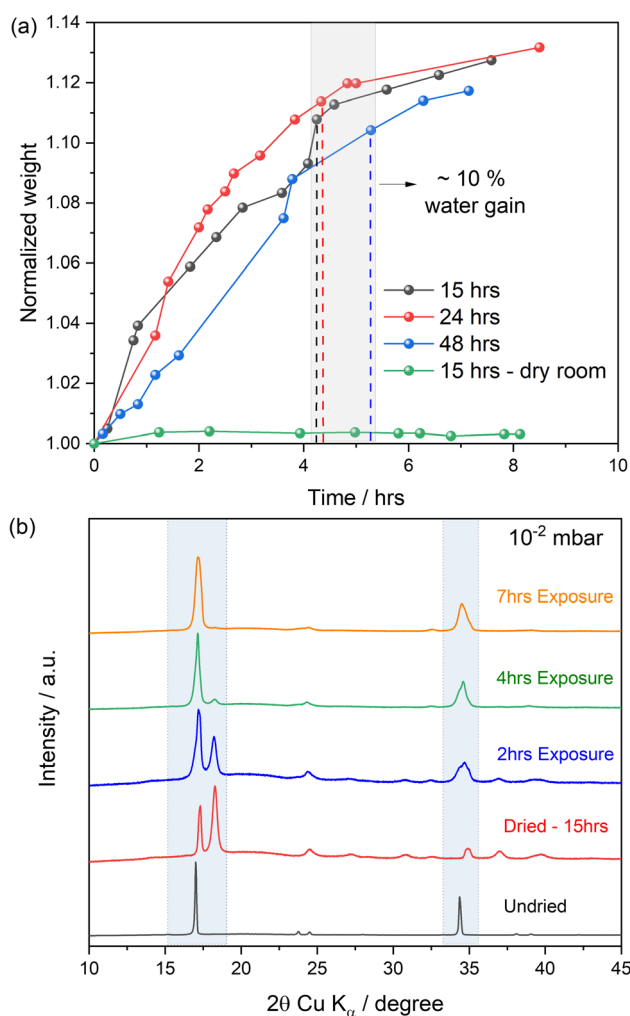 (a)
1.14
1.12
1.10
1.08
1.06
1.04
1.02
1.00
Normalized weight
~ 10 %
water gain
15 hrs
24 hrs
48 hrs
15 hrs - dry room
0 2 4 6 8 10
Time / hrs
(b)
10⁻² mbar
7hrs Exposure
4hrs Exposure
2hrs Exposure
Dried - 15hrs
Undried
Intensity / a.u.
10 15 20 25 30 35 40 45
2θ Cu Kα / degree